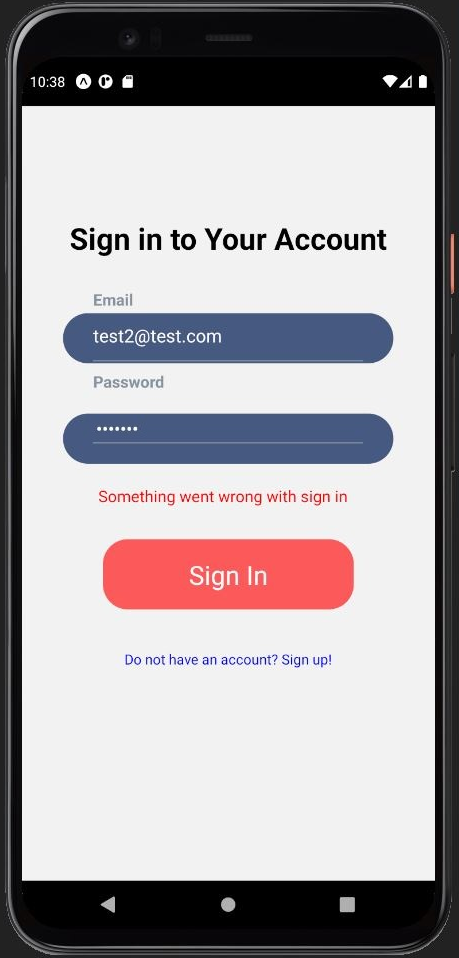 10:38
Sign in to Your Account
Email
test2@test.com
Password
•••••••
Something went wrong with sign in
Sign In
Do not have an account? Sign up!